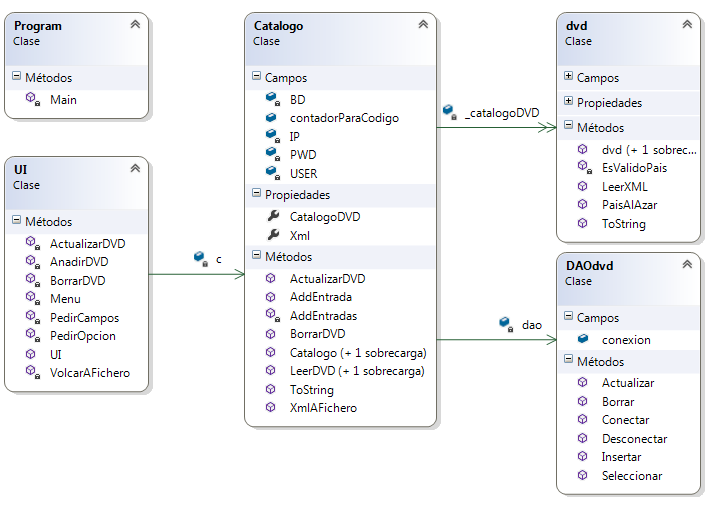 Program
Clase
Métodos
Main
UI
Clase
Métodos
ActualizarDVD
AnadirDVD
BorrarDVD
Menu
PedirCampos
PedirOpcion
UI
VolcarAFichero
c
Catalogo
Clase
Campos
BD
contadorParaCodigo
IP
PWD
USER
Propiedades
CatalogoDVD
Xml
Métodos
ActualizarDVD
AddEntrada
AddEntradas
BorrarDVD
Catalogo (+ 1 sobrecarga)
LeerDVD (+ 1 sobrecarga)
ToString
XmlAFichero
_catalogoDVD
dao
dvd
Clase
Campos
Propiedades
Métodos
dvd (+ 1 sobrec...
EsValidoPais
LeerXML
PaisAlAzar
ToString
DAOdvd
Clase
Campos
conexion
Métodos
Actualizar
Borrar
Conectar
Desconectar
Insertar
Seleccionar